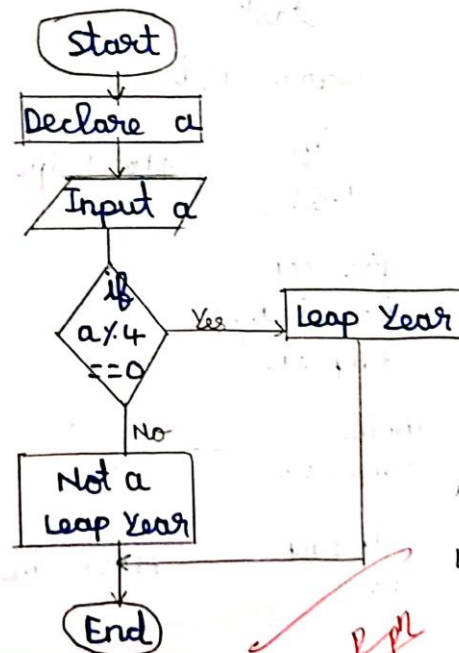 Start
Declare a
Input a
if
a%4
==0
Yes
Leap Year
No
Not a
Leap Year
End